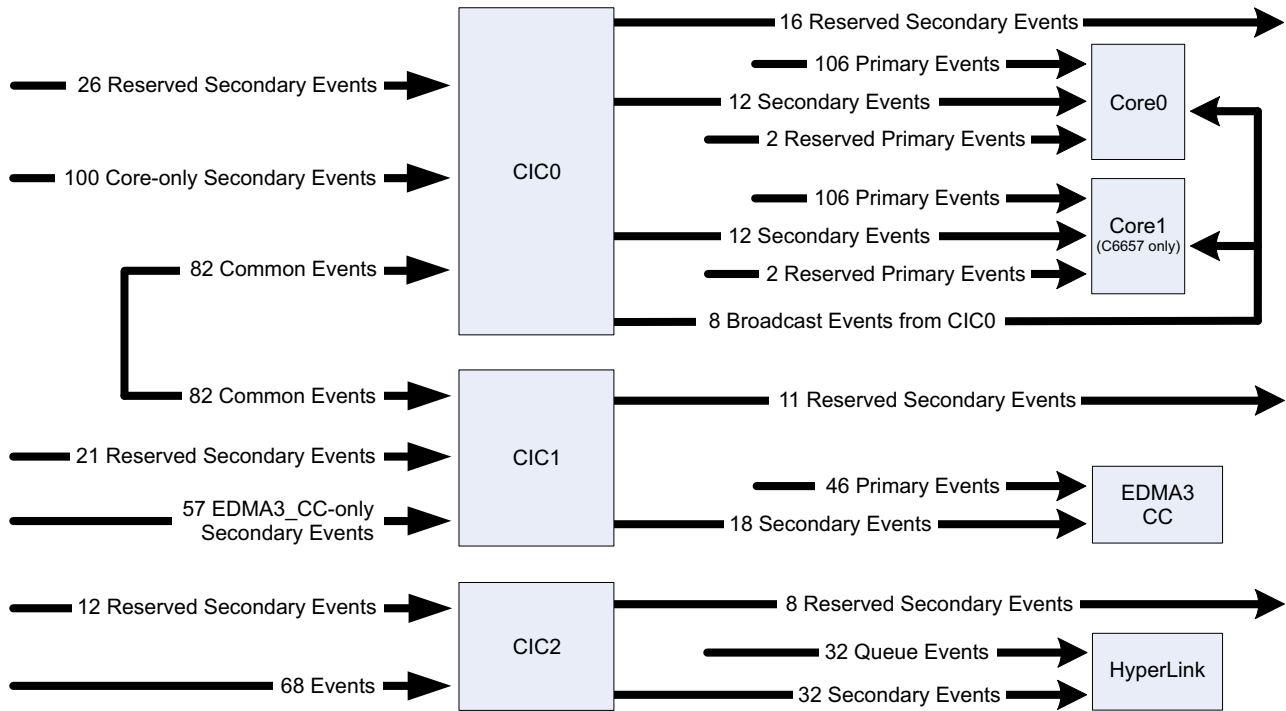 16 Reserved Secondary Events
106 Primary Events
26 Reserved Secondary Events
12 Secondary Events
Core0
2 Reserved Primary Events
100 Core-only Secondary Events
CIC0
106 Primary Events
12 Secondary Events
Core1
(C6657 only)
82 Common Events
2 Reserved Primary Events
8 Broadcast Events from CIC0
82 Common Events
11 Reserved Secondary Events
21 Reserved Secondary Events
CIC1
46 Primary Events
EDMA3
CC
57 EDMA3_CC-only
Secondary Events
18 Secondary Events
12 Reserved Secondary Events
8 Reserved Secondary Events
CIC2
32 Queue Events
HyperLink
68 Events
32 Secondary Events